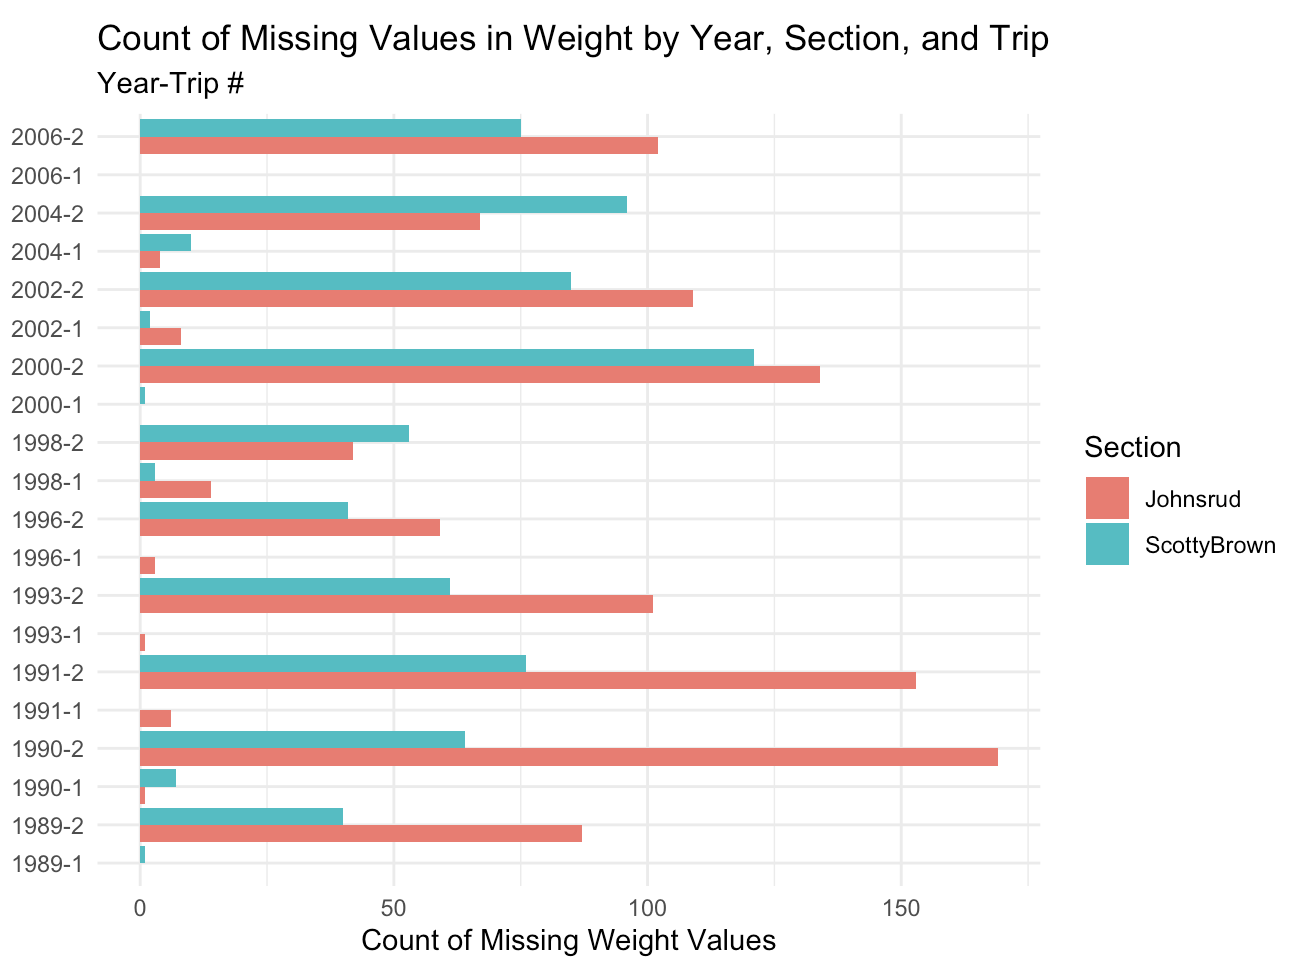 Count of Missing Values in Weight by Year, Section, and Trip
Year-Trip #
2006-2
2006-1
2004-2
2004-1
2002-2
2002-1
2000-2
2000-1
1998-2
1998-1
1996-2
1996-1
1993-2
1993-1
1991-2
1991-1
1990-2
1990-1
1989-2
1989-1
0 50 100 150
Count of Missing Weight Values
Section
Johnsrud
ScottyBrown